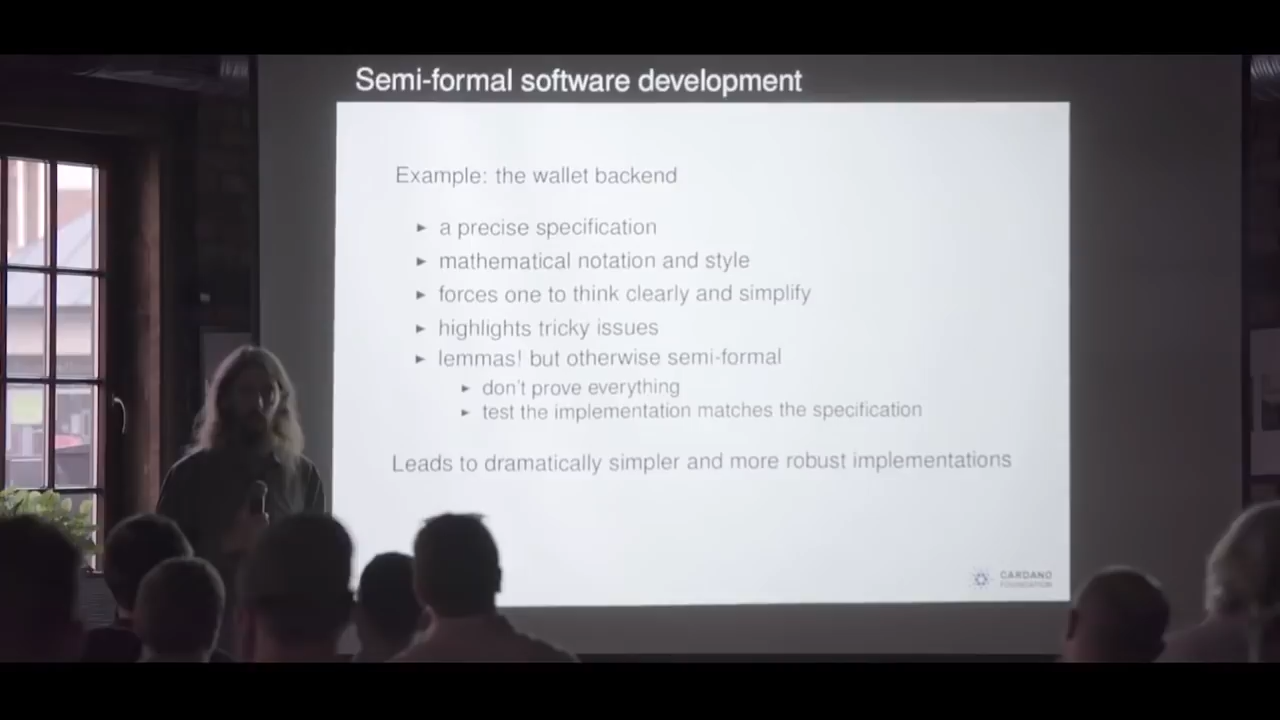 Semi-formal software development
Example: the wallet backend
▸ a precise specification
▸ mathematical notation and style
▸ forces one to think clearly and simplify
▸ highlights tricky issues
▸ lemmas! but otherwise semi-formal
▸ don't prove everything
▸ test the implementation matches the specification
Leads to dramatically simpler and more robust implementations
CARDANO
FOUNDATION